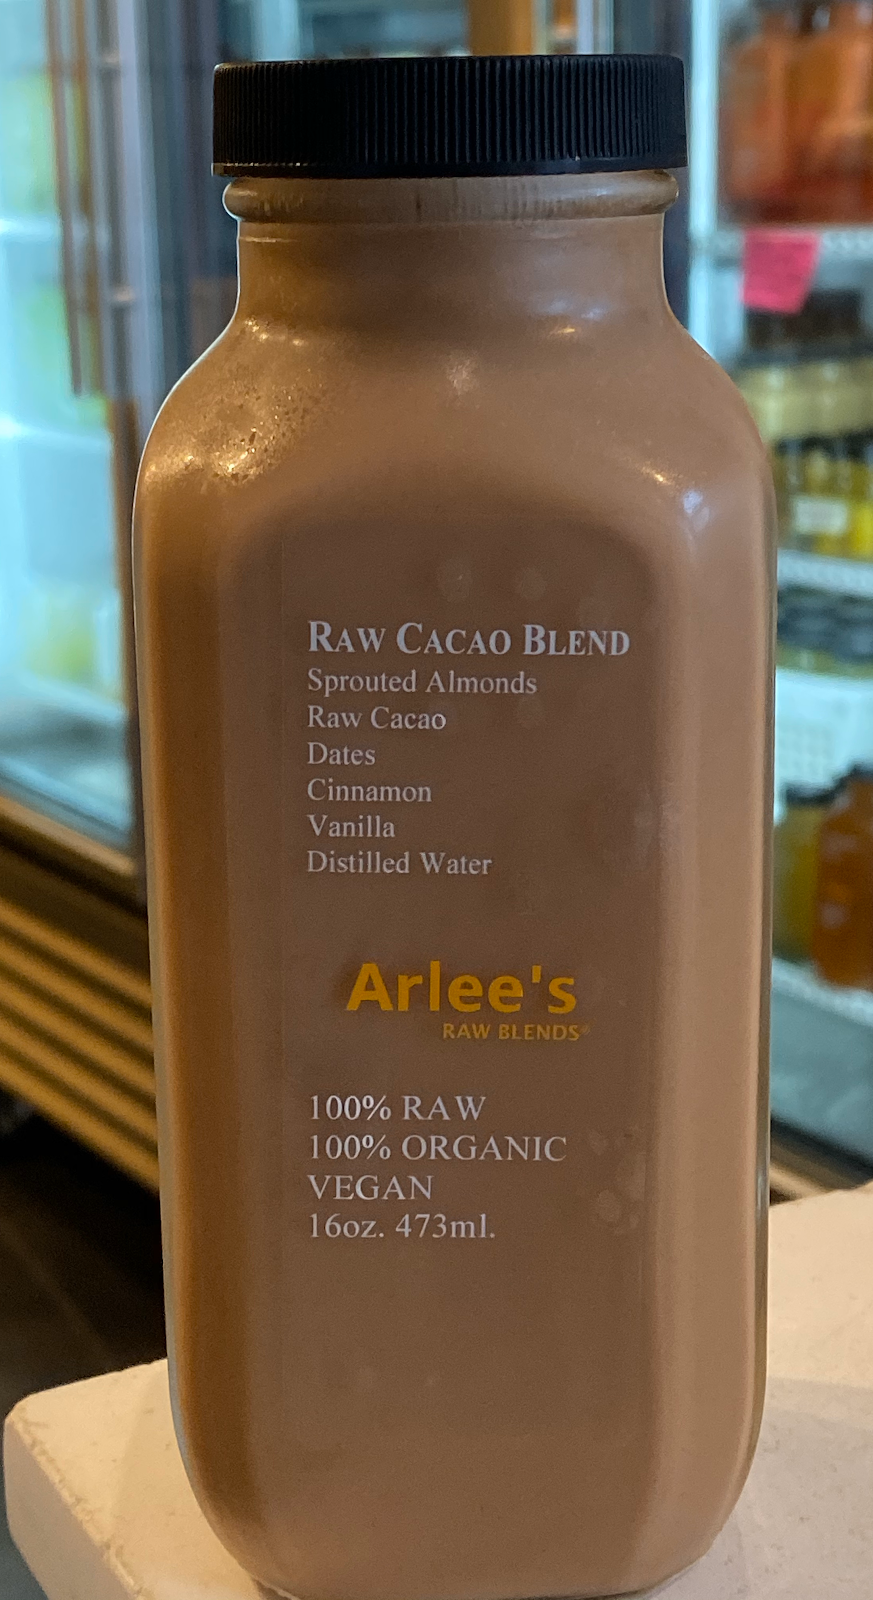 RAW CACAO BLEND
Sprouted Almonds
Raw Cacao
Dates
Cinnamon
Vanilla
Distilled Water
Arlee's
RAW BLENDS®
100% RAW
100% ORGANIC
VEGAN
16oz. 473ml.